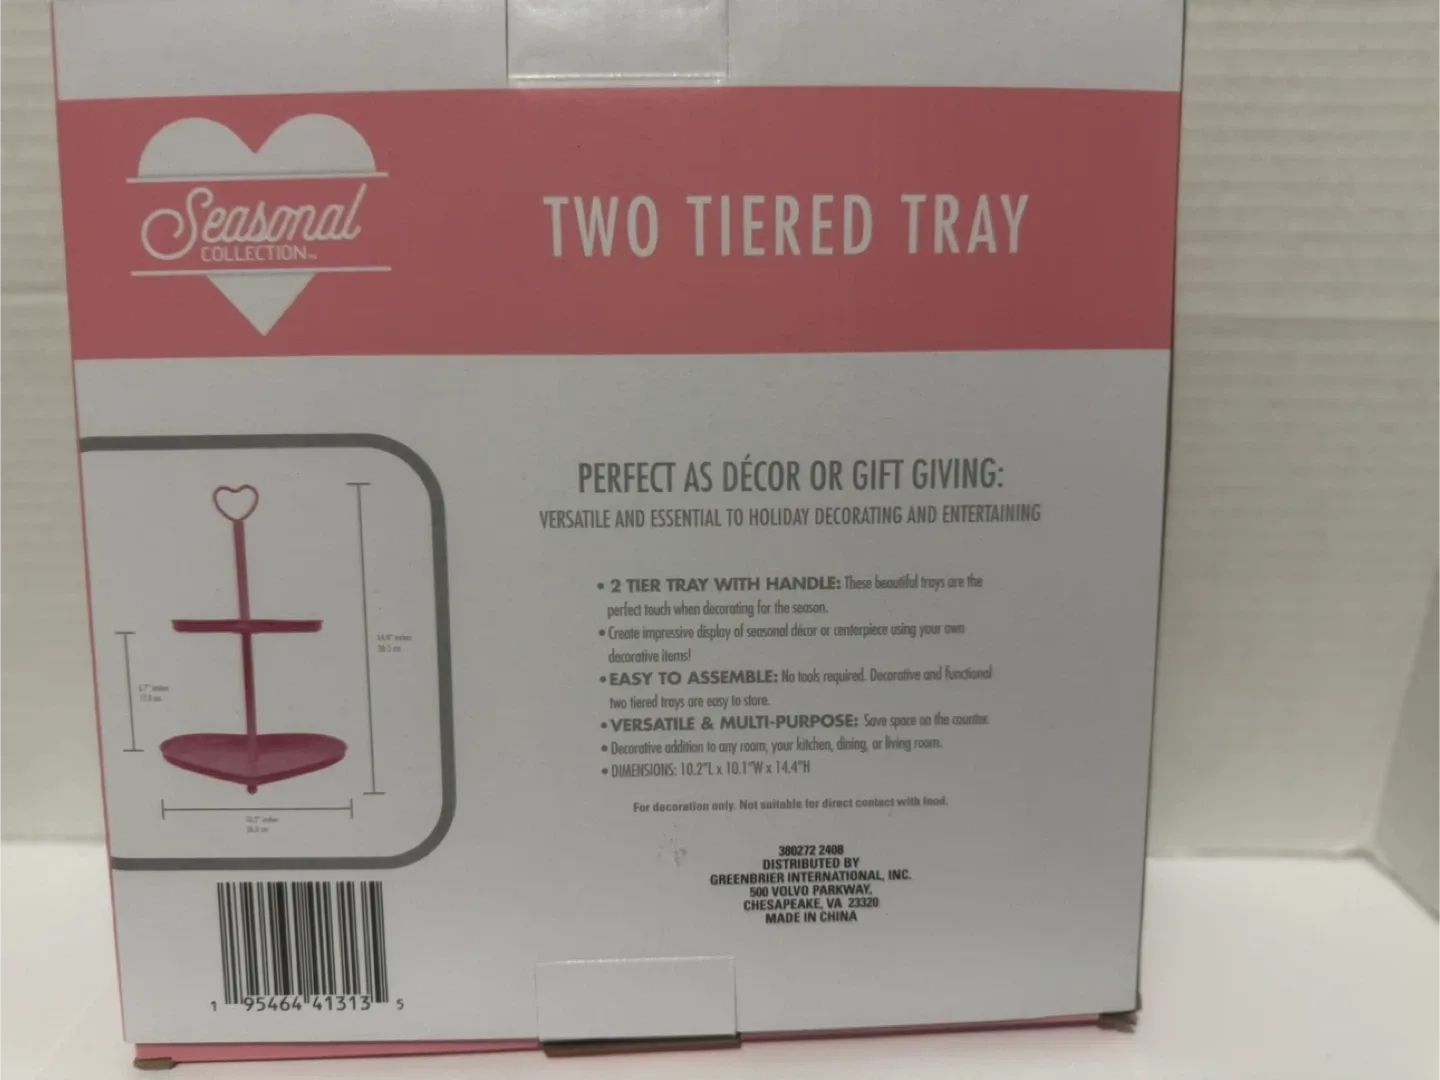 Seasonal
COLLECTION™
TWO TIERED TRAY
PERFECT AS DÉCOR OR GIFT GIVING:
VERSATILE AND ESSENTIAL TO HOLIDAY DECORATING AND ENTERTAINING
• 2 TIER TRAY WITH HANDLE: These beautiful trays are the
perfect touch when decorating for the season.
• Create impressive display of seasonal décor or centerpiece using your own
decorative items!
• EASY TO ASSEMBLE: No tools required. Decorative and functional
two tiered trays are easy to store.
• VERSATILE & MULTI-PURPOSE: Save space on the counter.
• Decorative addition to any room, your kitchen, dining, or living room.
• DIMENSIONS: 10.2"L x 10.1"W x 14.4"H
For decoration only. Not suitable for direct contact with food.
380272 2408
DISTRIBUTED BY
GREENBRIER INTERNATIONAL, INC.
500 VOLVO PARKWAY,
CHESAPEAKE, VA 23320
MADE IN CHINA
1 95464 41313 5